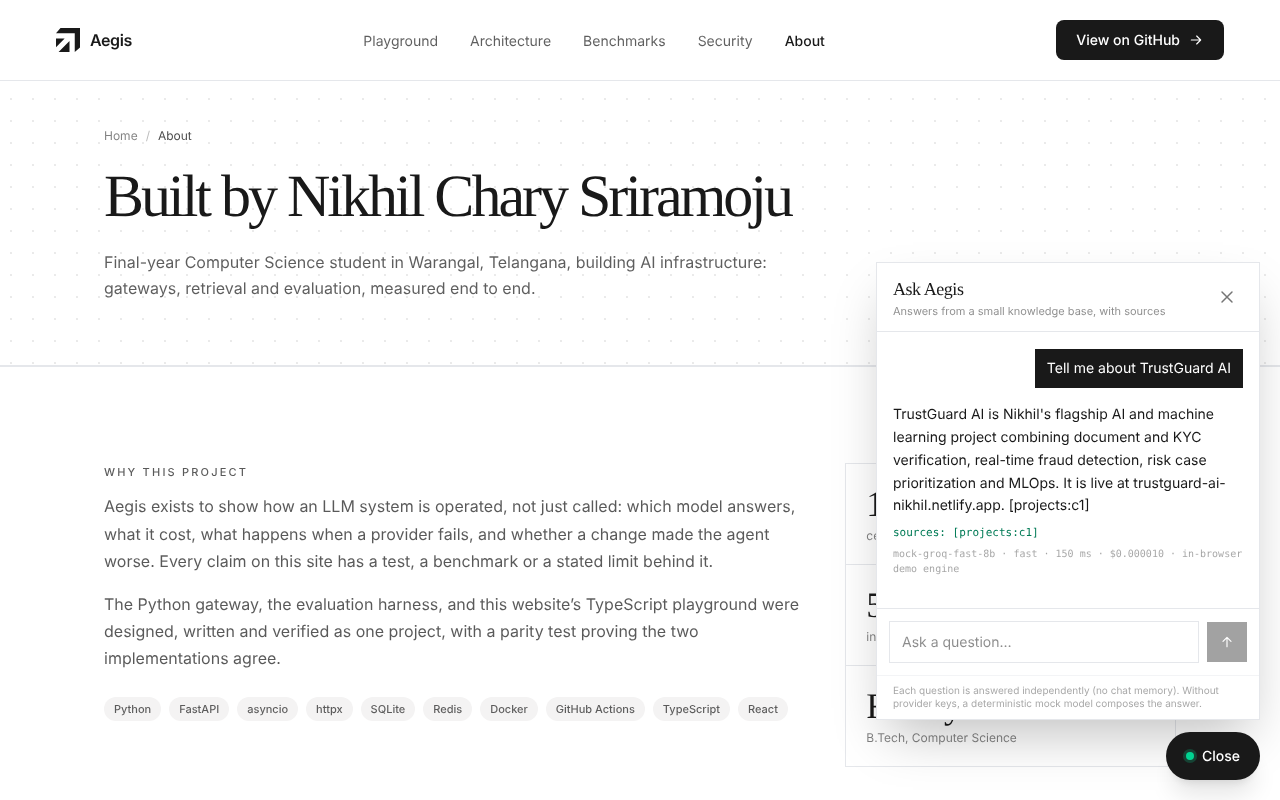 Aegis
Playground
Architecture
Benchmarks
Security
About
View on GitHub →
Home / About
Built by Nikhil Chary Sriramoju
Final-year Computer Science student in Warangal, Telangana, building AI infrastructure:
gateways, retrieval and evaluation, measured end to end.
WHY THIS PROJECT
Aegis exists to show how an LLM system is operated, not just called: which model answers,
what it cost, what happens when a provider fails, and whether a change made the agent
worse. Every claim on this site has a test, a benchmark or a stated limit behind it.
The Python gateway, the evaluation harness, and this website’s TypeScript playground were
designed, written and verified as one project, with a parity test proving the two
implementations agree.
Python
FastAPI
asyncio
httpx
SQLite
Redis
Docker
GitHub Actions
TypeScript
React
B.Tech, Computer Science
Ask Aegis
Answers from a small knowledge base, with sources
Tell me about TrustGuard AI
TrustGuard AI is Nikhil's flagship AI and machine
learning project combining document and KYC
verification, real-time fraud detection, risk case
prioritization and MLOps. It is live at trustguard-ai-
nikhil.netlify.app. [projects:c1]
sources: [projects:c1]
mock-groq-fast-8b · fast · 150 ms · $0.000010 · in-browser
demo engine
Ask a question…
Each question is answered independently (no chat memory). Without
provider keys, a deterministic mock model composes the answer.
Close